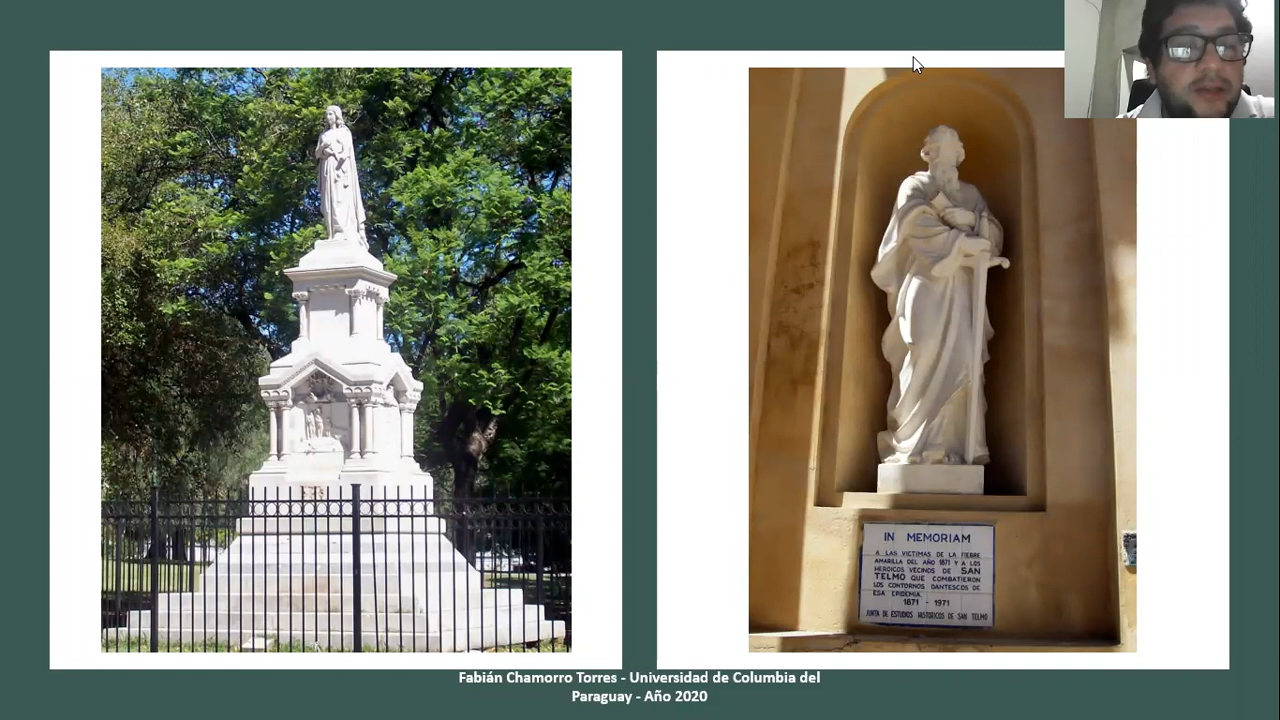 IN MEMORIAM
A LAS VICTIMAS DE LA FIEBRE
AMARILLA DEL AÑO 1871 Y A LOS
HEROICOS VECINOS DE SAN
TELMO QUE COMBATIERON
LOS CONTORNOS DANTESCOS DE
ESA EPIDEMIA.
1871 - 1971
JUNTA DE ESTUDIOS HISTORICOS DE SAN TELMO
Fabián Chamorro Torres - Universidad de Columbia del
Paraguay - Año 2020